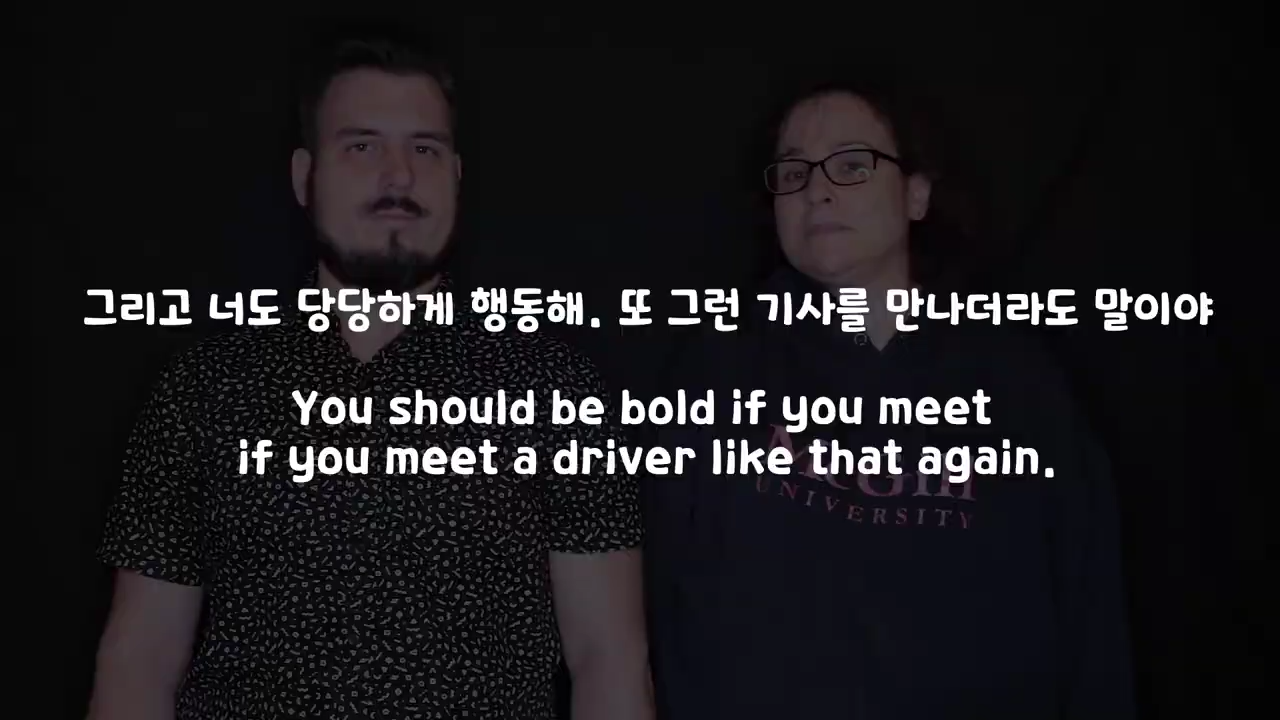 그리고 너도 당당하게 행동해. 또 그런 기사를 만나더라도 말이야
You should be bold if you meet
if you meet a driver like that again.
McGill
UNIVERSITY